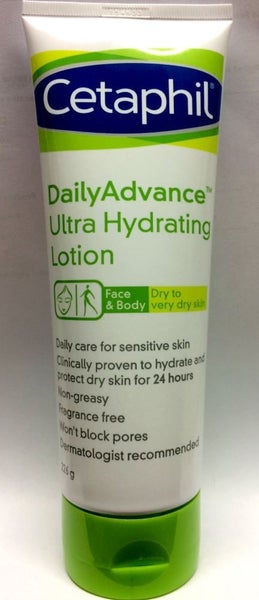 Cetaphil
DailyAdvance™
Ultra Hydrating
Lotion
Face
& Body
Dry to
very dry skin
Daily care for sensitive skin
Clinically proven to hydrate and
protect dry skin for 24 hours
Non-greasy
Fragrance free
Won't block pores
Dermatologist recommended
226 g